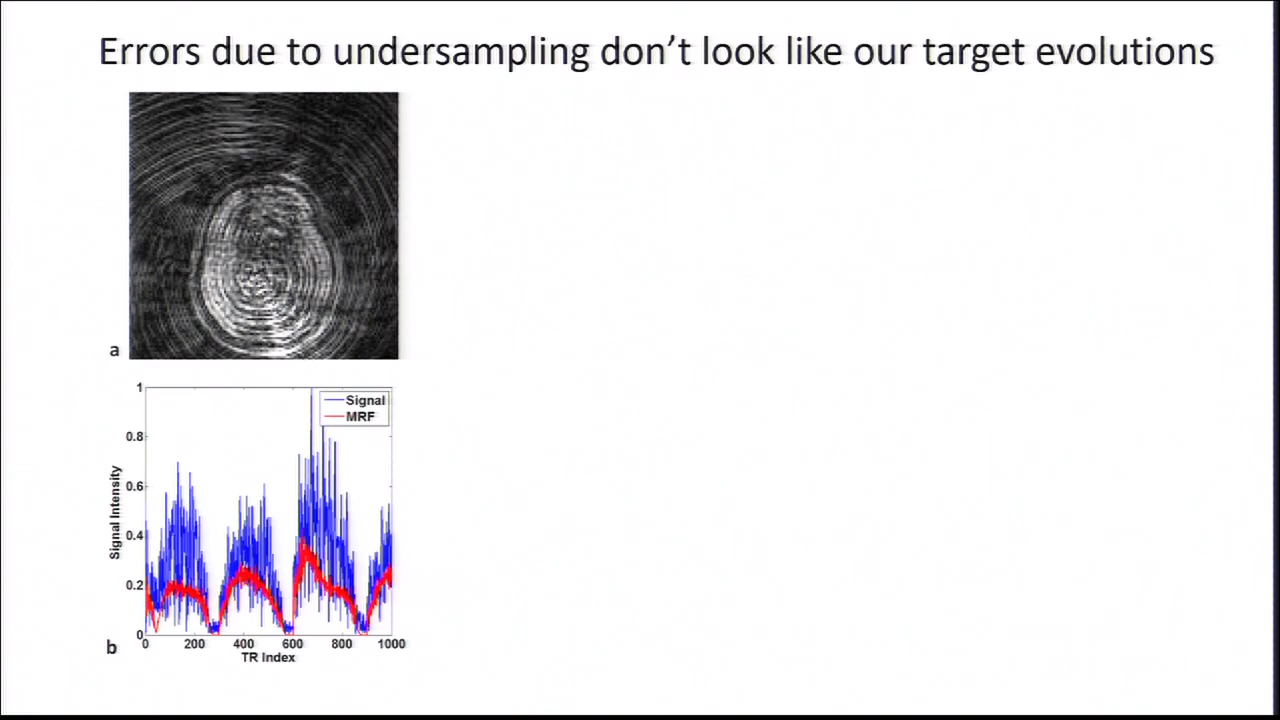 Errors due to undersampling don't look like our target evolutions
a
1
0.8
0.6
0.4
0.2
0
Signal Intensity
Signal
MRF
0 200 400 600 800 1000
TR Index
b